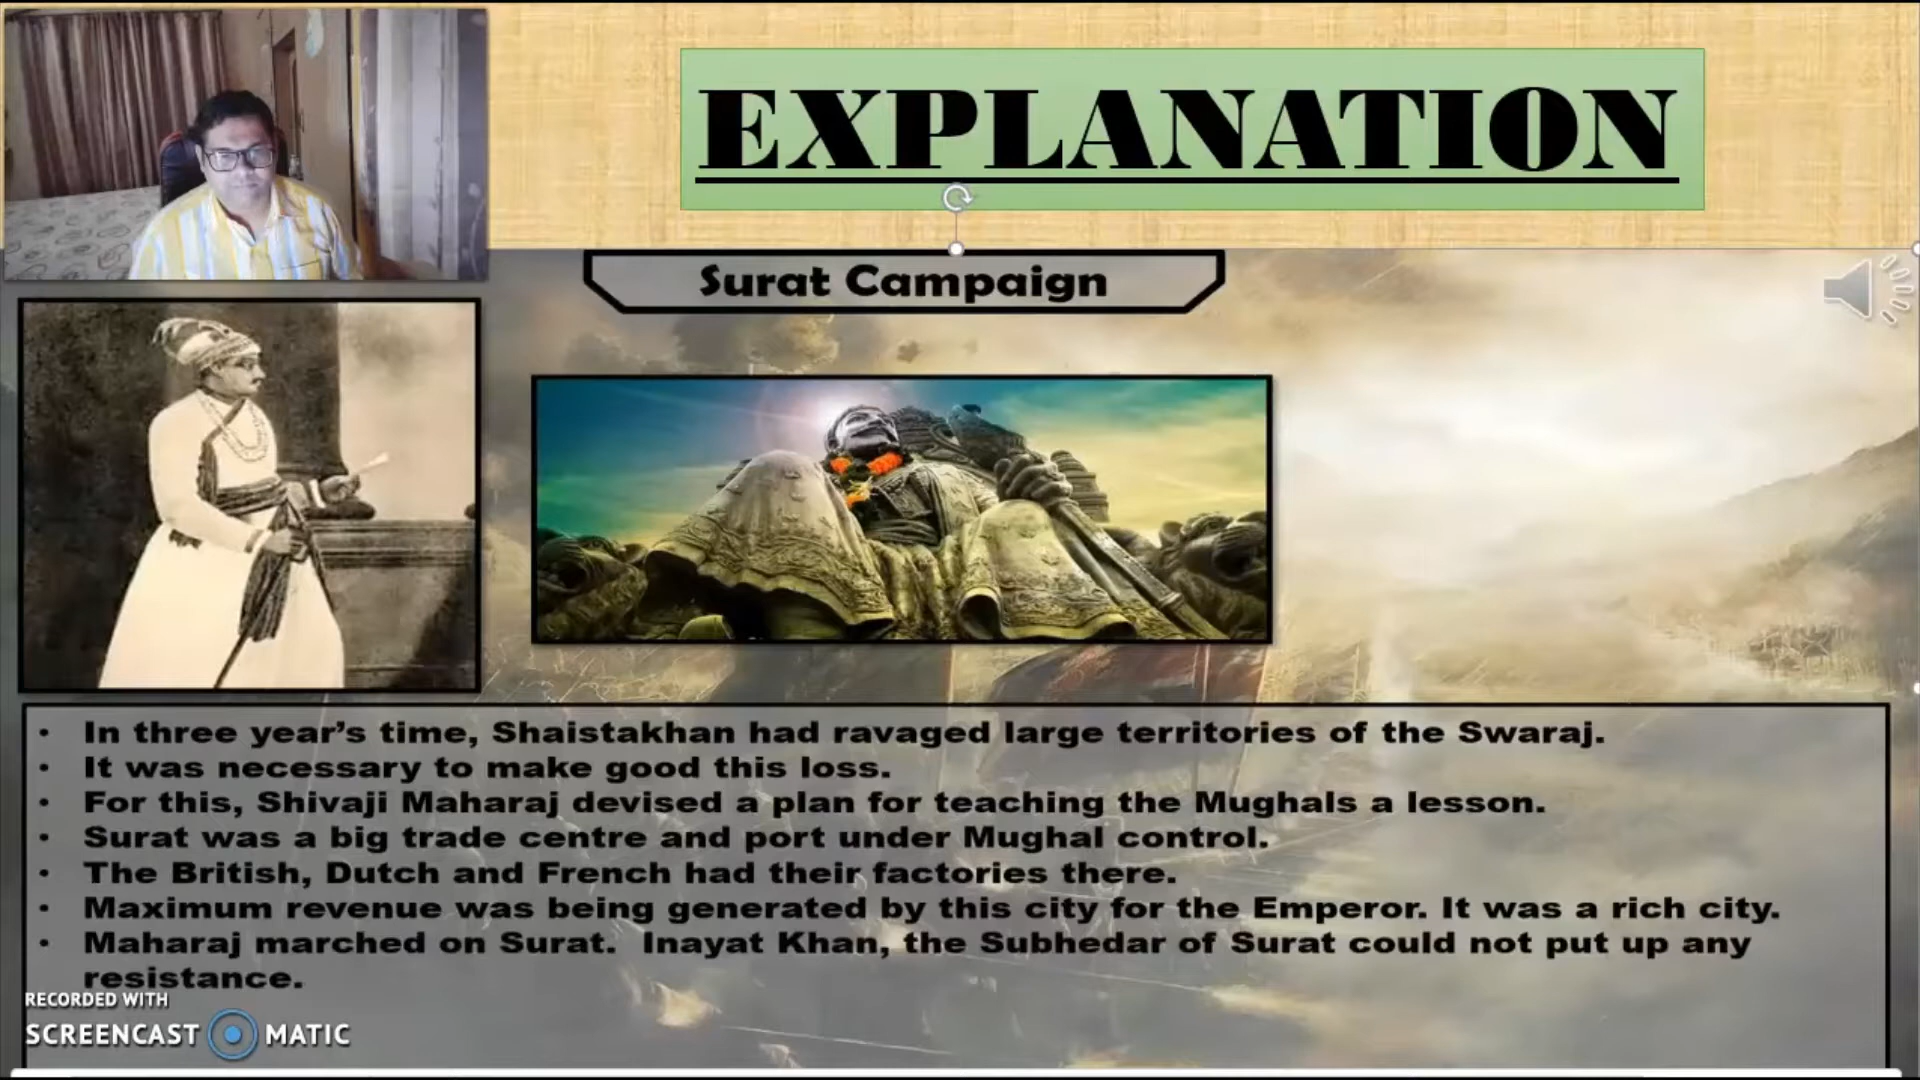 EXPLANATION
Surat Campaign
• In three year's time, Shaistakhan had ravaged large territories of the Swaraj.
• It was necessary to make good this loss.
• For this, Shivaji Maharaj devised a plan for teaching the Mughals a lesson.
• Surat was a big trade centre and port under Mughal control.
• The British, Dutch and French had their factories there.
• Maximum revenue was being generated by this city for the Emperor. It was a rich city.
• Maharaj marched on Surat. Inayat Khan, the Subhedar of Surat could not put up any
resistance.
RECORDED WITH
SCREENCAST MATIC